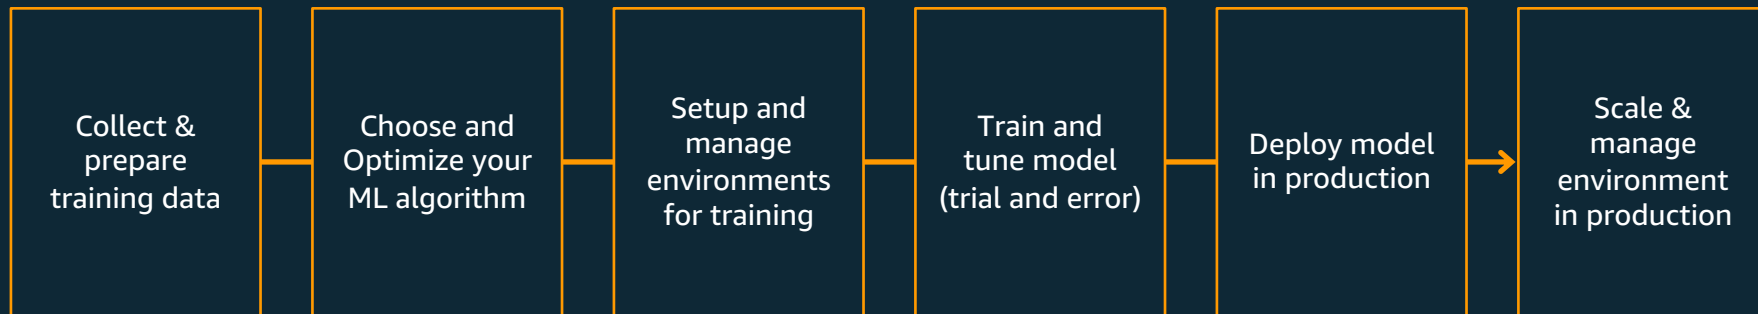 Collect &
prepare
training data
Choose and
Optimize your
ML algorithm
Setup and
manage
environments
for training
Train and
tune model
(trial and error)
Deploy model
in production
Scale &
manage
environment
in production